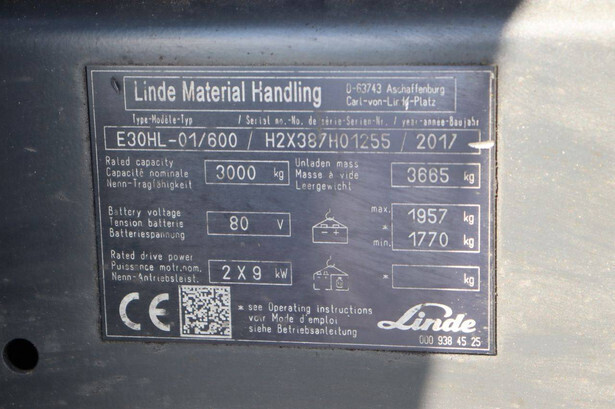 Linde Material Handling
D-63743 Aschaffenburg
Carl-von-Linde-Platz
Type-Modèle-Typ / Serial no.-No. de série-Serien-Nr. / year-année-Baujahr
E30HL-01/600 / H2X387H01255 / 2017
Rated capacity
Capacité nominale
Nenn-Tragfähigkeit
3000 kg
Unladen mass
Masse à vide
Leergewicht
3665 kg
Battery voltage
Tension batterie
Batteriespannung
80 V
max. 1957 kg
* *
min. 1770 kg
Rated drive power
Puissance motr.nom.
Nenn-Antriebsleist.
2 X 9 kW
* kg
CE
* see Operating instructions
voir Mode d'emploi
siehe Betriebsanleitung
Linde
000 938 45 25